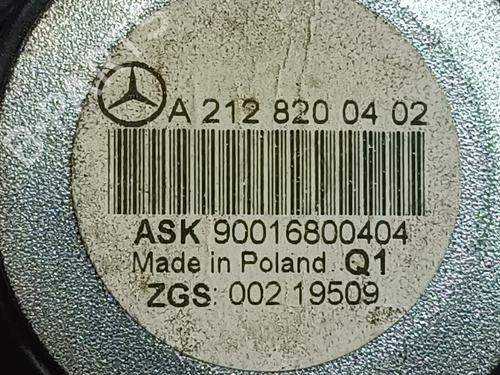 A 212 820 04 02
ASK 90016800404
Made in Poland Q1
ZGS: 002 19509